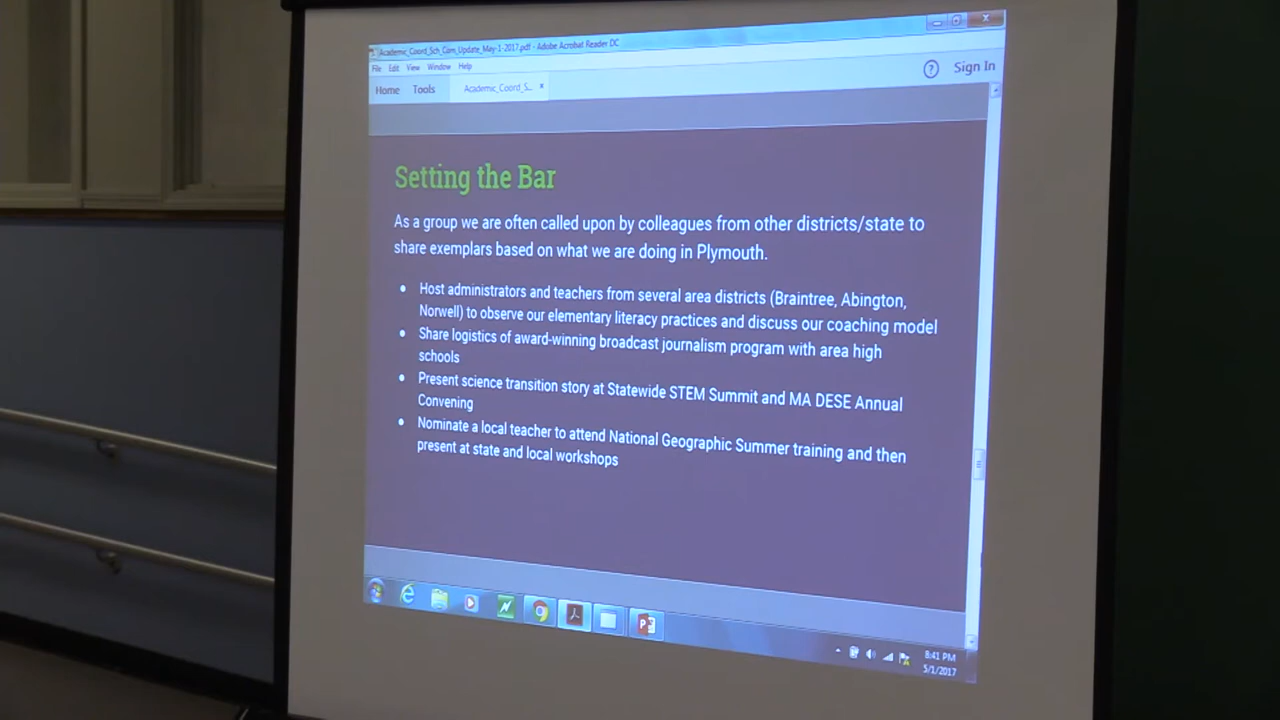 Academic_Coord_Sch_Com_Update_May-1-2017.pdf - Adobe Acrobat Reader DC
File Edit View Window Help
Home Tools Academic_Coord_S... × ? Sign In
Setting the Bar
As a group we are often called upon by colleagues from other districts/state to
share exemplars based on what we are doing in Plymouth.
● Host administrators and teachers from several area districts (Braintree, Abington,
Norwell) to observe our elementary literacy practices and discuss our coaching model
● Share logistics of award-winning broadcast journalism program with area high
schools
● Present science transition story at Statewide STEM Summit and MA DESE Annual
Convening
● Nominate a local teacher to attend National Geographic Summer training and then
present at state and local workshops
8:41 PM
5/1/2017